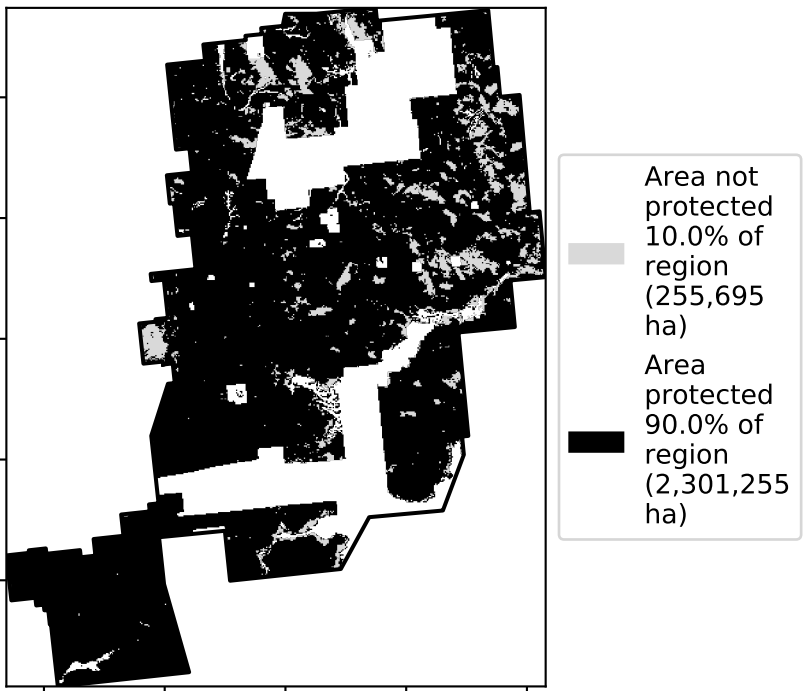 Area not
protected
10.0% of
region
(255,695
ha)
Area
protected
90.0% of
region
(2,301,255
ha)